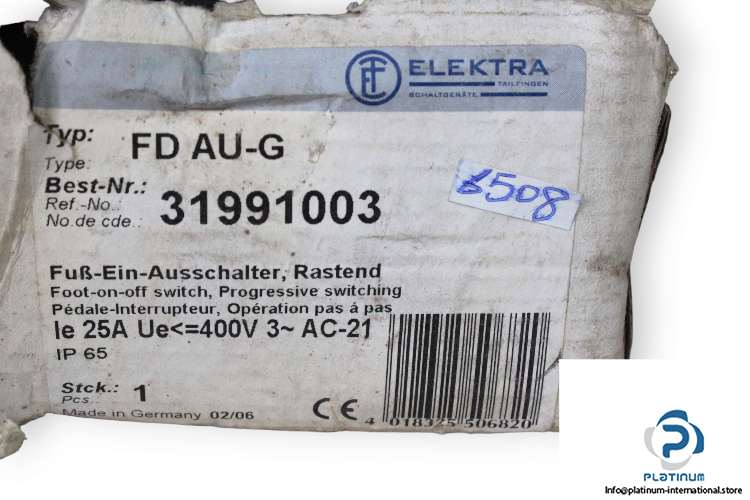 ELEKTRA
TAILFINGEN
SCHALTGERÄTE
Typ: FD AU-G
Type:
Best-Nr.:
Ref.-No.: 31991003
No.de cde.:
6508
Fuß-Ein-Ausschalter, Rastend
Foot-on-off switch, Progressive switching
Pédale-Interrupteur, Opération pas á pas
Ie 25A Ue<=400V 3~ AC-21
IP 65
Stck.: 1
Pcs.:
Made in Germany 02/06
CE
4 018325 506820
PLATINUM
Info@platinum-international.store